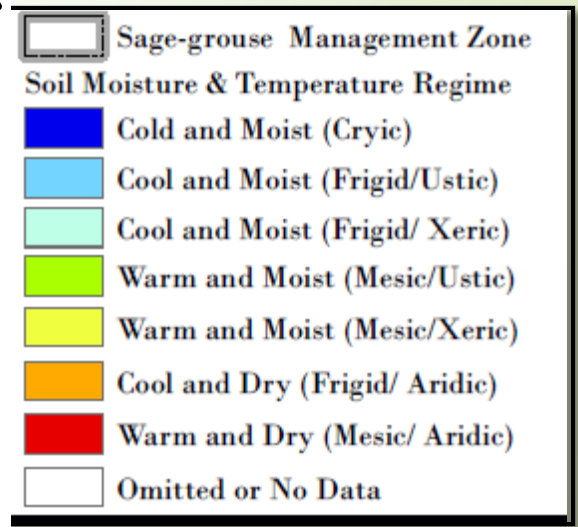 Sage-grouse Management Zone
Soil Moisture & Temperature Regime
Cold and Moist (Cryic)
Cool and Moist (Frigid/Ustic)
Cool and Moist (Frigid/ Xeric)
Warm and Moist (Mesic/Ustic)
Warm and Moist (Mesic/Xeric)
Cool and Dry (Frigid/ Aridic)
Warm and Dry (Mesic/ Aridic)
Omitted or No Data